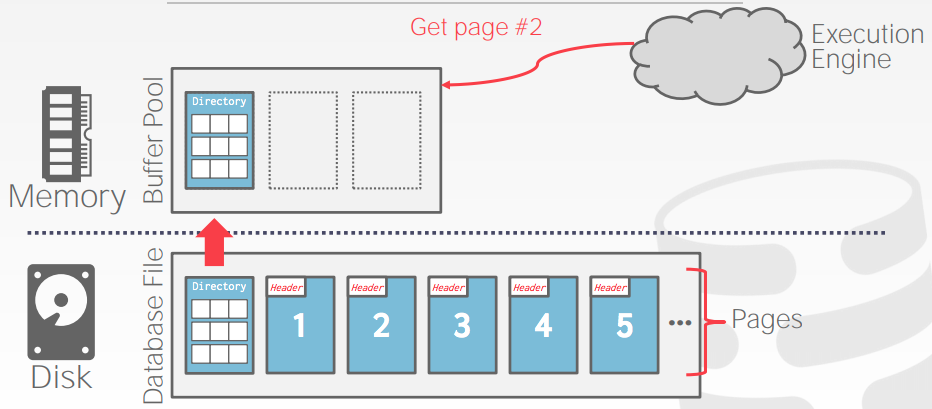 Get page #2
Execution
Engine
Buffer Pool
Directory
Memory
Database File
Directory
Header
1
Header
2
Header
3
Header
4
Header
5
...
Pages
Disk